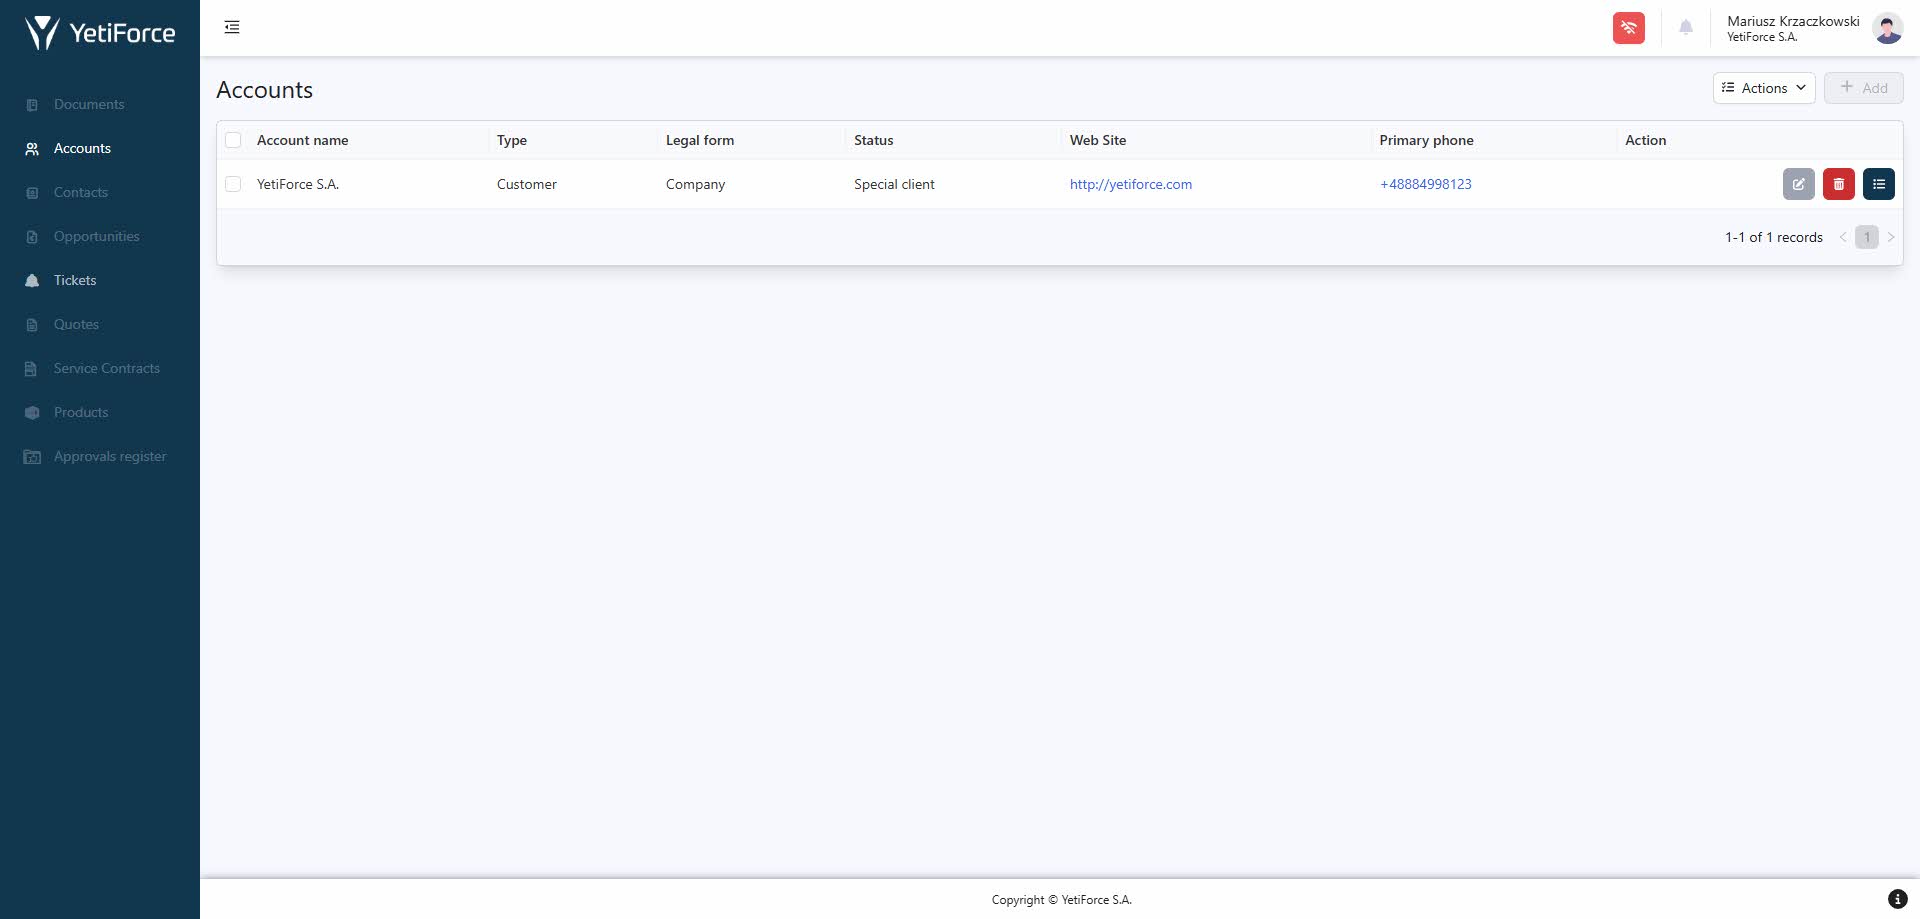 YetiForce
Mariusz Krzaczkowski
YetiForce S.A.
Documents
Accounts
Contacts
Opportunities
Tickets
Quotes
Service Contracts
Products
Approvals register
Accounts
Actions
Add
Account name Type Legal form Status Web Site Primary phone Action
YetiForce S.A. Customer Company Special client http://yetiforce.com +48884998123
1-1 of 1 records < 1 >
Copyright © YetiForce S.A.